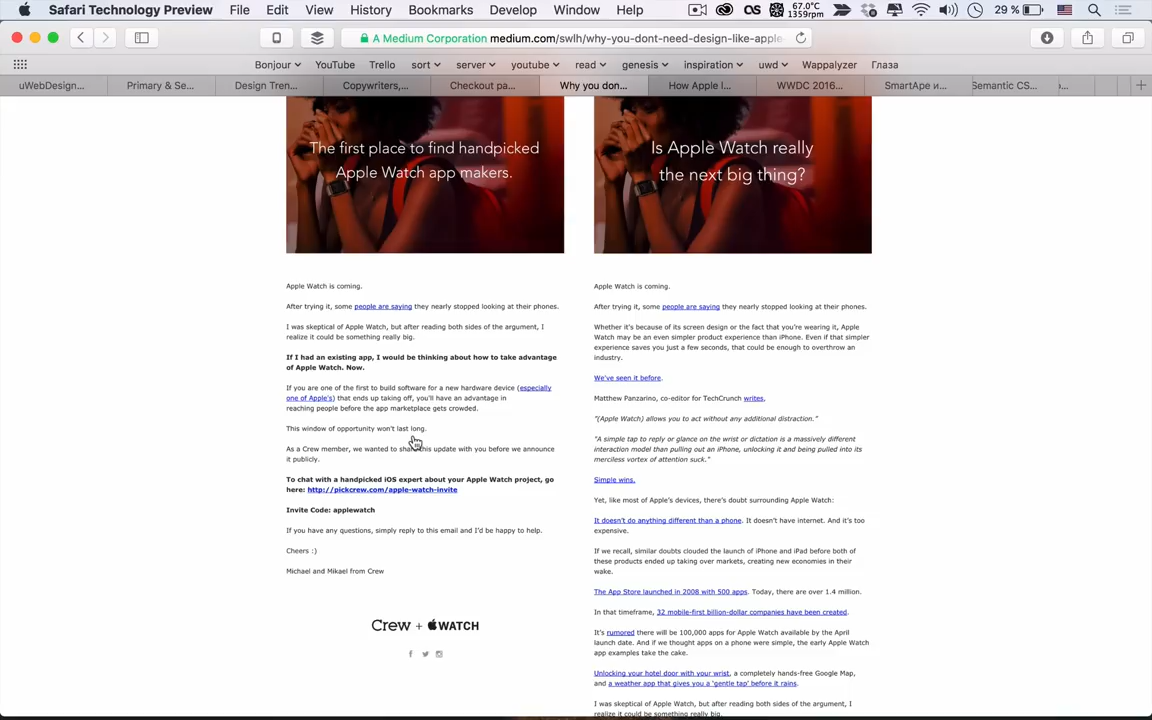 Safari Technology Preview File Edit View History Bookmarks Develop Window Help
67.0°C
1359rpm
29 %
A Medium Corporation medium.com/swlh/why-you-dont-need-design-like-apple-
Bonjour YouTube Trello sort server youtube read genesis inspiration uwd Wappalyzer Глаза
uWebDesign... Primary & Se... Design Tren... Copywriters,... Checkout pa... Why you don... How Apple I... WWDC 2016... SmartApe и... Semantic CS...
The first place to find handpicked
Apple Watch app makers.
Apple Watch is coming.
After trying it, some people are saying they nearly stopped looking at their phones.
I was skeptical of Apple Watch, but after reading both sides of the argument, I
realize it could be something really big.
If I had an existing app, I would be thinking about how to take advantage
of Apple Watch. Now.
If you are one of the first to build software for a new hardware device (especially
one of Apple's) that ends up taking off, you'll have an advantage in
reaching people before the app marketplace gets crowded.
This window of opportunity won't last long.
As a Crew member, we wanted to share this update with you before we announce
it publicly.
To chat with a handpicked iOS expert about your Apple Watch project, go
here: http://pickcrew.com/apple-watch-invite
Invite Code: applewatch
If you have any questions, simply reply to this email and I'd be happy to help.
Cheers :)
Michael and Mikael from Crew
Crew + WATCH
Is Apple Watch really
the next big thing?
Apple Watch is coming.
After trying it, some people are saying they nearly stopped looking at their phones.
Whether it's because of its screen design or the fact that you're wearing it, Apple
Watch may be an even simpler product experience than iPhone. Even if that simpler
experience saves you just a few seconds, that could be enough to overthrow an
industry.
We've seen it before.
Matthew Panzarino, co-editor for TechCrunch writes,
"(Apple Watch) allows you to act without any additional distraction."
"A simple tap to reply or glance on the wrist or dictation is a massively different
interaction model than pulling out an iPhone, unlocking it and being pulled into its
merciless vortex of attention suck."
Simple wins.
Yet, like most of Apple's devices, there's doubt surrounding Apple Watch:
It doesn't do anything different than a phone. It doesn't have internet. And it's too
expensive.
If we recall, similar doubts clouded the launch of iPhone and iPad before both of
these products ended up taking over markets, creating new economies in their
wake.
The App Store launched in 2008 with 500 apps. Today, there are over 1.4 million.
In that timeframe, 32 mobile-first billion-dollar companies have been created.
It's rumored there will be 100,000 apps for Apple Watch available by the April
launch date. And if we thought apps on a phone were simple, the early Apple Watch
app examples take the cake.
Unlocking your hotel door with your wrist, a completely hands-free Google Map,
and a weather app that gives you a 'gentle tap' before it rains.
I was skeptical of Apple Watch, but after reading both sides of the argument, I
realize it could be something really big.